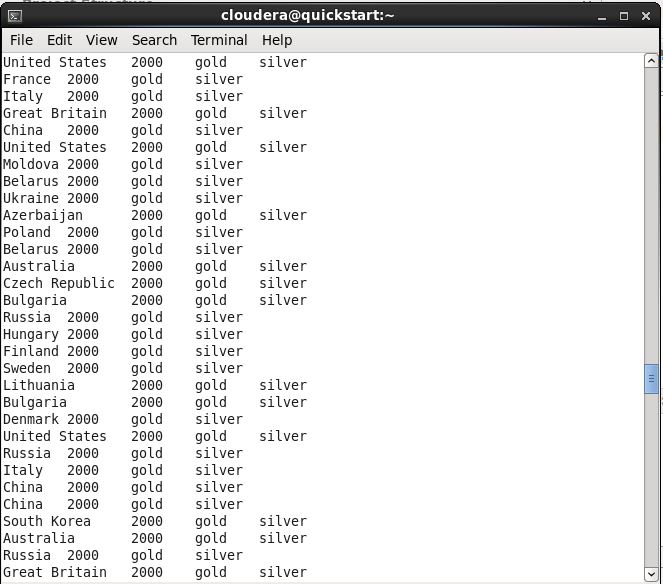 cloudera@quickstart:~
File Edit View Search Terminal Help
United States 2000 gold silver
France 2000 gold silver
Italy 2000 gold silver
Great Britain 2000 gold silver
China 2000 gold silver
United States 2000 gold silver
Moldova 2000 gold silver
Belarus 2000 gold silver
Ukraine 2000 gold silver
Azerbaijan 2000 gold silver
Poland 2000 gold silver
Belarus 2000 gold silver
Australia 2000 gold silver
Czech Republic 2000 gold silver
Bulgaria 2000 gold silver
Russia 2000 gold silver
Hungary 2000 gold silver
Finland 2000 gold silver
Sweden 2000 gold silver
Lithuania 2000 gold silver
Bulgaria 2000 gold silver
Denmark 2000 gold silver
United States 2000 gold silver
Russia 2000 gold silver
Italy 2000 gold silver
China 2000 gold silver
China 2000 gold silver
South Korea 2000 gold silver
Australia 2000 gold silver
Russia 2000 gold silver
Great Britain 2000 gold silver